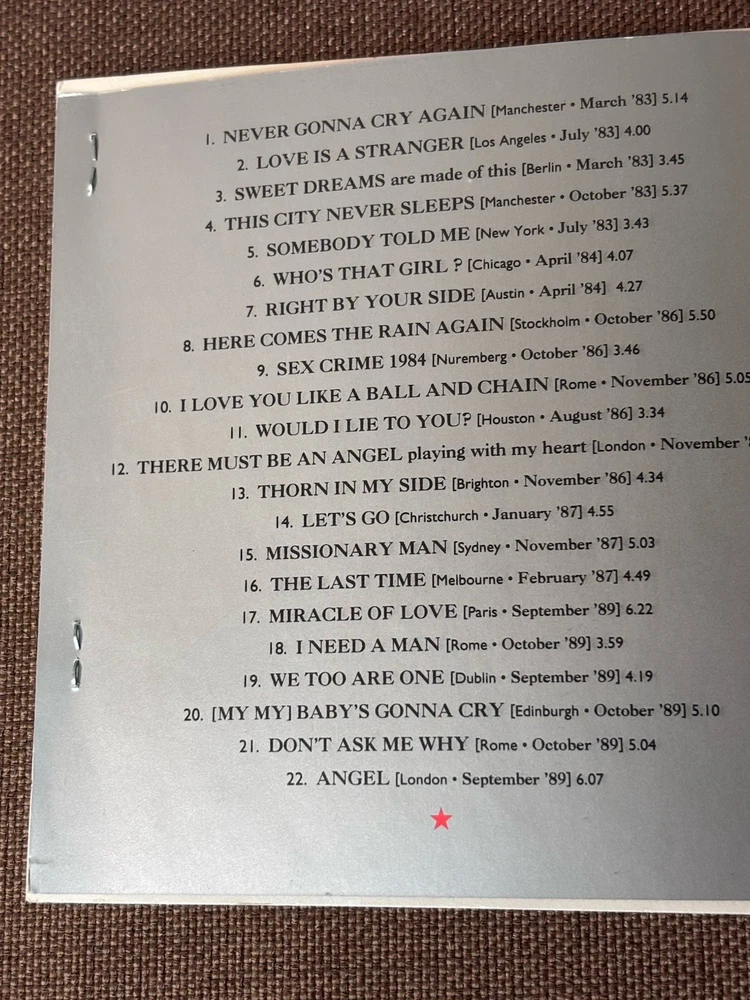 1. NEVER GONNA CRY AGAIN [Manchester • March '83] 5.14
2. LOVE IS A STRANGER [Los Angeles • July '83] 4.00
3. SWEET DREAMS are made of this [Berlin • March '83] 3.45
4. THIS CITY NEVER SLEEPS [Manchester • October '83] 5.37
5. SOMEBODY TOLD ME [New York • July '83] 3.43
6. WHO'S THAT GIRL ? [Chicago • April '84] 4.07
7. RIGHT BY YOUR SIDE [Austin • April '84] 4.27
8. HERE COMES THE RAIN AGAIN [Stockholm • October '86] 5.50
9. SEX CRIME 1984 [Nuremberg • October '86] 3.46
10. I LOVE YOU LIKE A BALL AND CHAIN [Rome • November '86] 5.05
11. WOULD I LIE TO YOU? [Houston • August '86] 3.34
12. THERE MUST BE AN ANGEL playing with my heart [London • November
13. THORN IN MY SIDE [Brighton • November '86] 4.34
14. LET'S GO [Christchurch • January '87] 4.55
15. MISSIONARY MAN [Sydney • November '87] 5.03
16. THE LAST TIME [Melbourne • February '87] 4.49
17. MIRACLE OF LOVE [Paris • September '89] 6.22
18. I NEED A MAN [Rome • October '89] 3.59
19. WE TOO ARE ONE [Dublin • September '89] 4.19
20. [MY MY] BABY'S GONNA CRY [Edinburgh • October '89] 5.10
21. DON'T ASK ME WHY [Rome • October '89] 5.04
22. ANGEL [London • September '89] 6.07